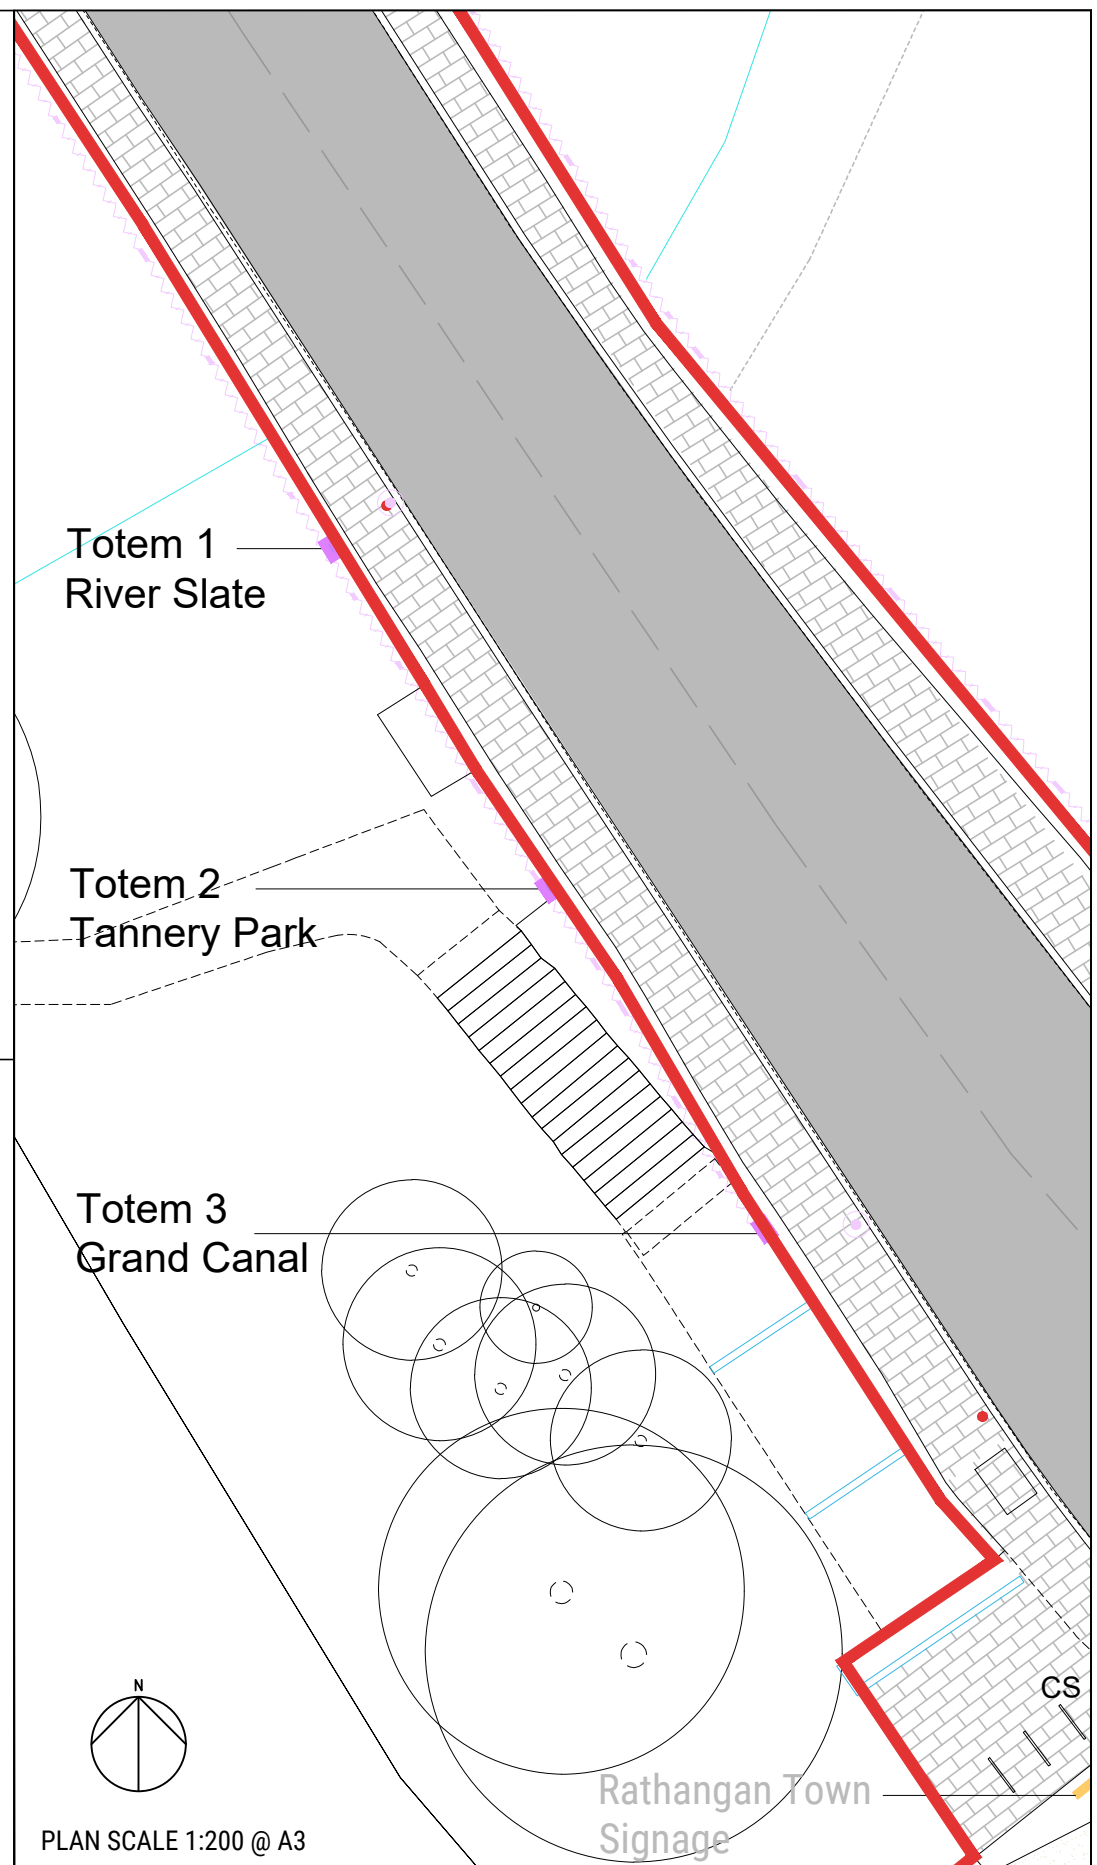 Totem 1
River Slate
Totem 2
Tannery Park
Totem 3
Grand Canal
N
CS
Rathangan Town
Signage
PLAN SCALE 1:200 @ A3